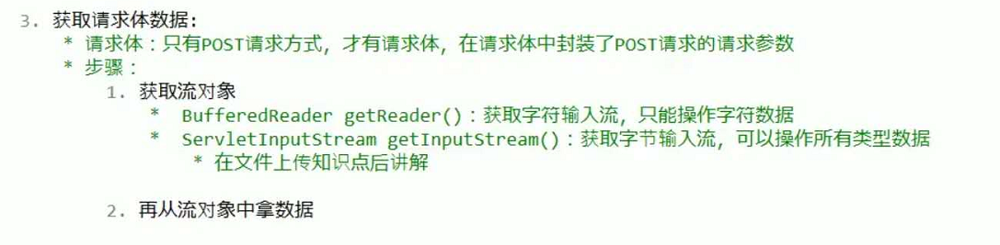 3. 获取请求体数据:
* 请求体：只有POST请求方式，才有请求体，在请求体中封装了POST请求的请求参数
* 步骤：
1. 获取流对象
* BufferedReader getReader()：获取字符输入流，只能操作字符数据
* ServletInputStream getInputStream()：获取字节输入流，可以操作所有类型数据
* 在文件上传知识点后讲解
2. 再从流对象中拿数据